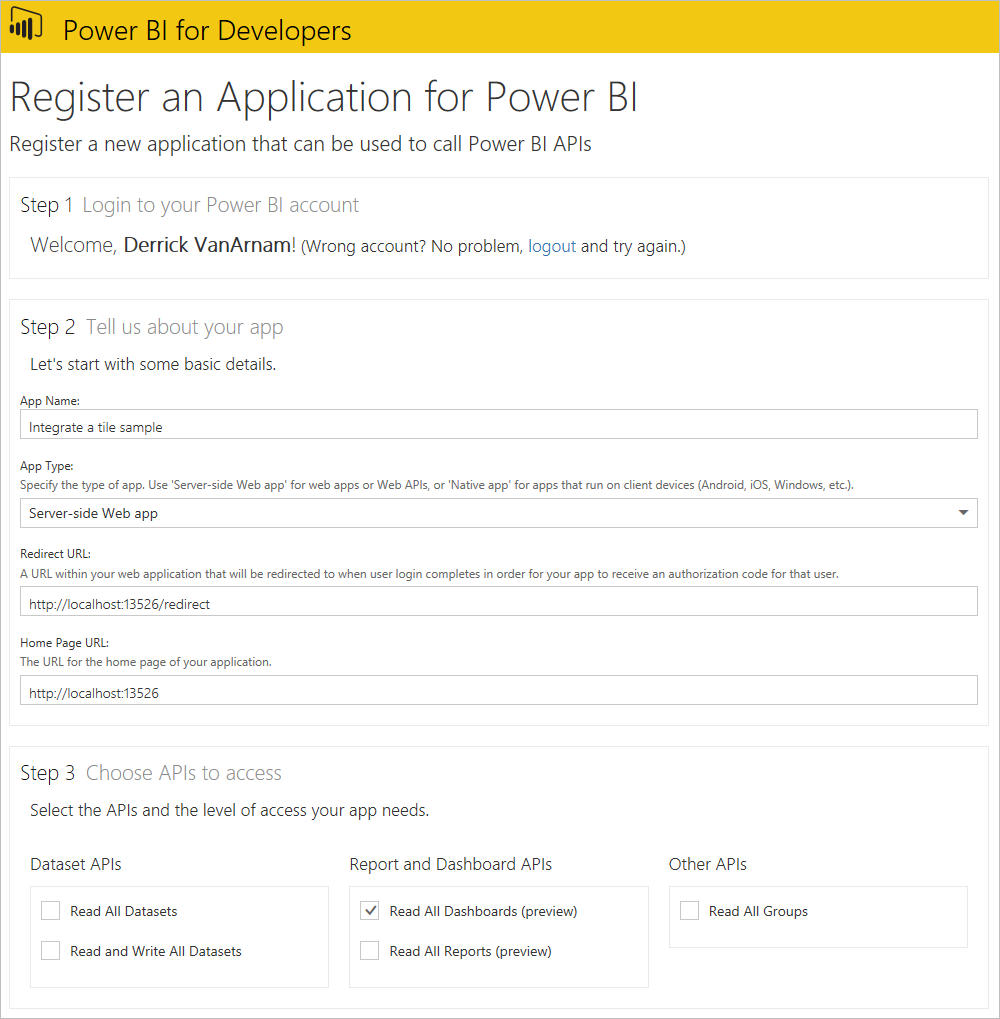 Power BI for Developers
Register an Application for Power BI
Register a new application that can be used to call Power BI APIs
Step 1 Login to your Power BI account
Welcome, Derrick VanArnam! (Wrong account? No problem, logout and try again.)
Step 2 Tell us about your app
Let's start with some basic details.
App Name:
Integrate a tile sample
App Type:
Specify the type of app. Use 'Server-side Web app' for web apps or Web APIs, or 'Native app' for apps that run on client devices (Android, iOS, Windows, etc.).
Server-side Web app
Redirect URL:
A URL within your web application that will be redirected to when user login completes in order for your app to receive an authorization code for that user.
http://localhost:13526/redirect
Home Page URL:
The URL for the home page of your application.
http://localhost:13526
Step 3 Choose APIs to access
Select the APIs and the level of access your app needs.
Dataset APIs
Read All Datasets
Read and Write All Datasets
Report and Dashboard APIs
Read All Dashboards (preview)
Read All Reports (preview)
Other APIs
Read All Groups